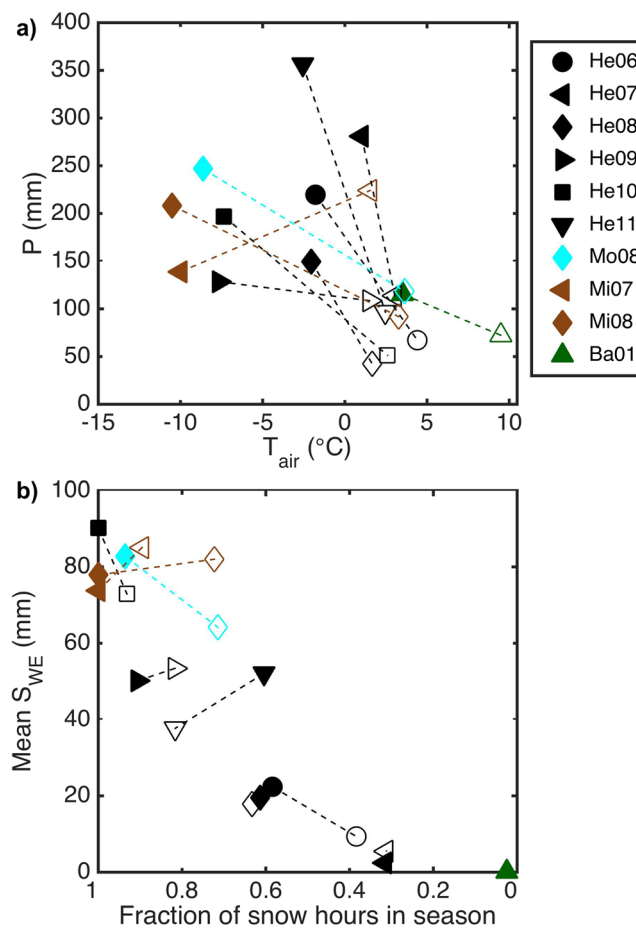 a)
400
350
300
250
200
150
100
50
0
P (mm)
-15 -10 -5 0 5 10
T_air (°C)
He06
He07
He08
He09
He10
He11
Mo08
Mi07
Mi08
Ba01
b)
100
80
60
40
20
0
Mean S_WE (mm)
1 0.8 0.6 0.4 0.2 0
Fraction of snow hours in season